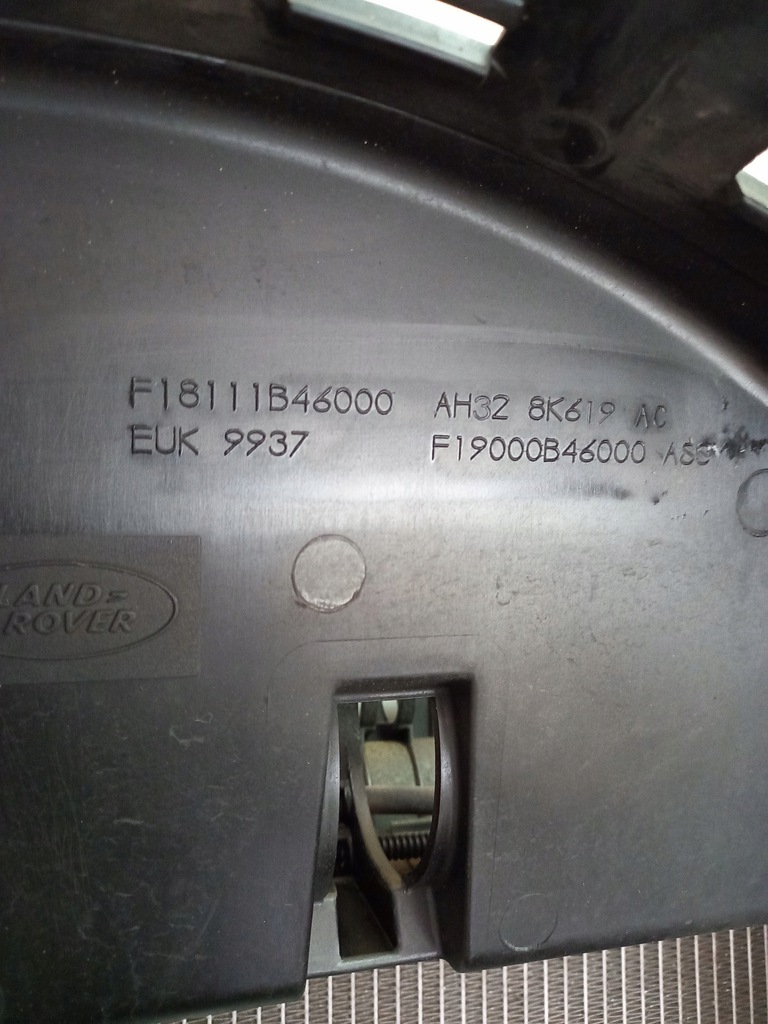 F18111B46000 AH32 8K619 AC
EUK 9937 F19000B46000
LAND-
ROVER